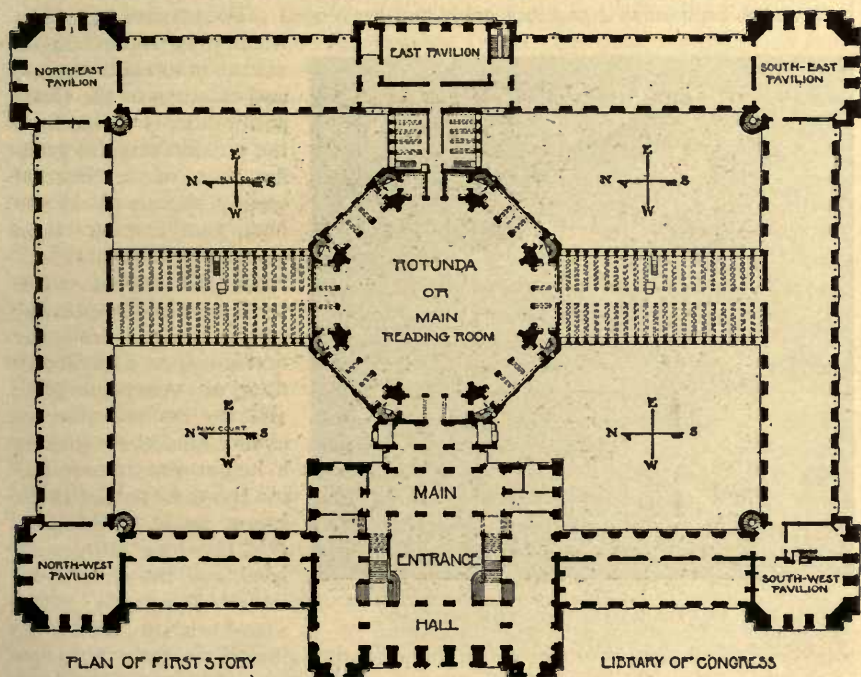 EAST PAVILION
NORTH-EAST
PAVILION
SOUTH-EAST
PAVILION
E
N
S
W
E
N
S
W
ROTUNDA
OR
MAIN
READING ROOM
E
N
N.W COURT
S
W
E
N
S
W
MAIN
ENTRANCE
HALL
NORTH-WEST
PAVILION
SOUTH-WEST
PAVILION
PLAN OF FIRST STORY
LIBRARY OF CONGRESS